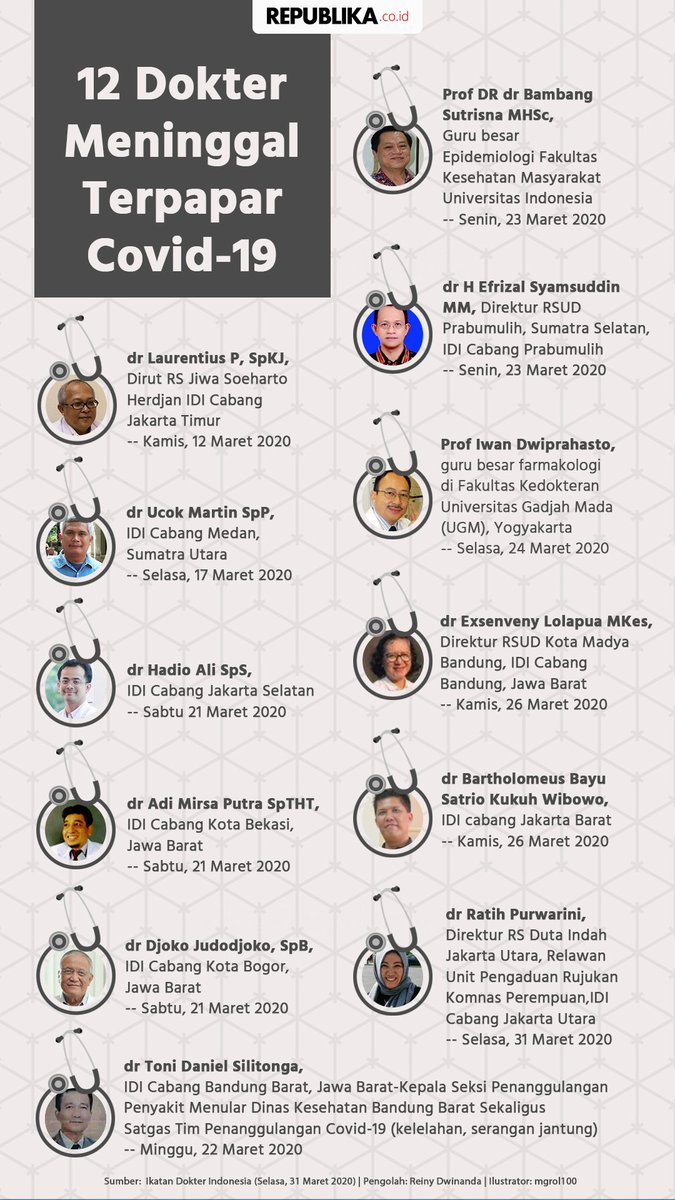 REPUBLIKA.co.id
12 Dokter
Meninggal
Terpapar
Covid-19
dr Laurentius P, SpKJ,
Dirut RS Jiwa Soeharto
Herdjan IDI Cabang
Jakarta Timur
-- Kamis, 12 Maret 2020
dr Ucok Martin SpP,
IDI Cabang Medan,
Sumatra Utara
-- Selasa, 17 Maret 2020
dr Hadio Ali SpS,
IDI Cabang Jakarta Selatan
-- Sabtu 21 Maret 2020
dr Adi Mirsa Putra SpTHT,
IDI Cabang Kota Bekasi,
Jawa Barat
-- Sabtu, 21 Maret 2020
dr Djoko Judodjoko, SpB,
IDI Cabang Kota Bogor,
Jawa Barat
-- Sabtu, 21 Maret 2020
dr Toni Daniel Silitonga,
IDI Cabang Bandung Barat, Jawa Barat-Kepala Seksi Penanggulangan
Penyakit Menular Dinas Kesehatan Bandung Barat Sekaligus
Satgas Tim Penanggulangan Covid-19 (kelelahan, serangan jantung)
-- Minggu, 22 Maret 2020
Prof DR dr Bambang
Sutrisna MHSc,
Guru besar
Epidemiologi Fakultas
Kesehatan Masyarakat
Universitas Indonesia
-- Senin, 23 Maret 2020
dr H Efrizal Syamsuddin
MM, Direktur RSUD
Prabumulih, Sumatra Selatan,
IDI Cabang Prabumulih
-- Senin, 23 Maret 2020
Prof Iwan Dwiprahasto,
guru besar farmakologi
di Fakultas Kedokteran
Universitas Gadjah Mada
(UGM), Yogyakarta
-- Selasa, 24 Maret 2020
dr Exsenveny Lolapua MKes,
Direktur RSUD Kota Madya
Bandung, IDI Cabang
Bandung, Jawa Barat
-- Kamis, 26 Maret 2020
dr Bartholomeus Bayu
Satrio Kukuh Wibowo,
IDI cabang Jakarta Barat
-- Kamis, 26 Maret 2020
dr Ratih Purwarini,
Direktur RS Duta Indah
Jakarta Utara, Relawan
Unit Pengaduan Rujukan
Komnas Perempuan,IDI
Cabang Jakarta Utara
-- Selasa, 31 Maret 2020
Sumber: Ikatan Dokter Indonesia (Selasa, 31 Maret 2020) | Pengolah: Reiny Dwinanda | Ilustrator: mgrol100